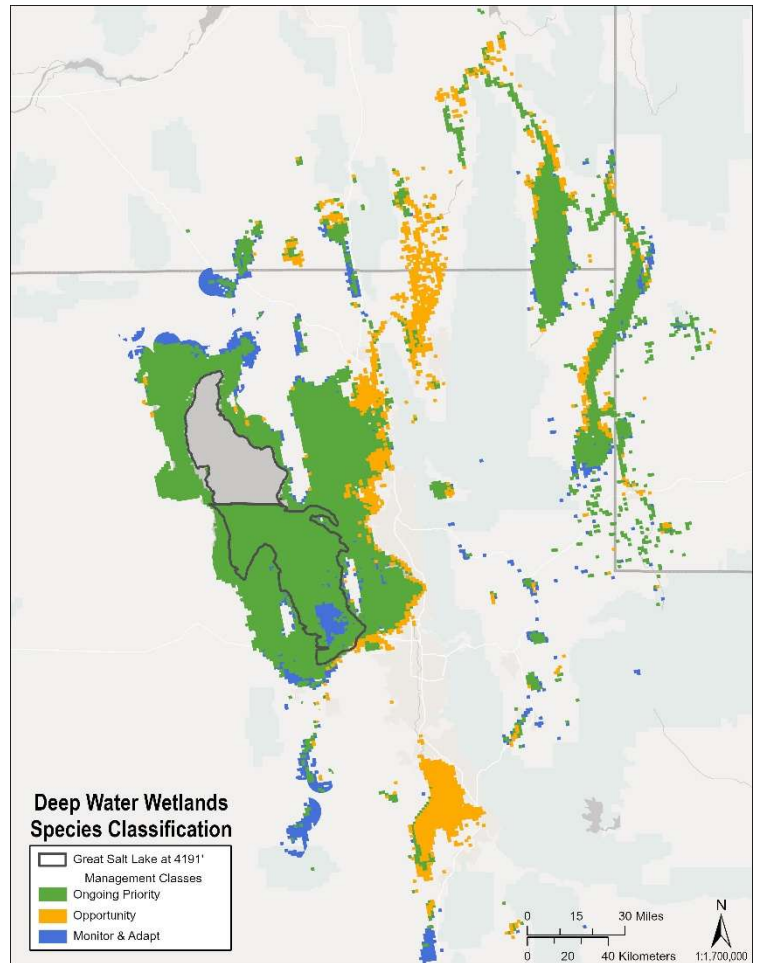 Deep Water Wetlands
Species Classification
Great Salt Lake at 4191'
Management Classes
Ongoing Priority
Opportunity
Monitor & Adapt
0 15 30 Miles
0 20 40 Kilometers
N
1:1,700,000